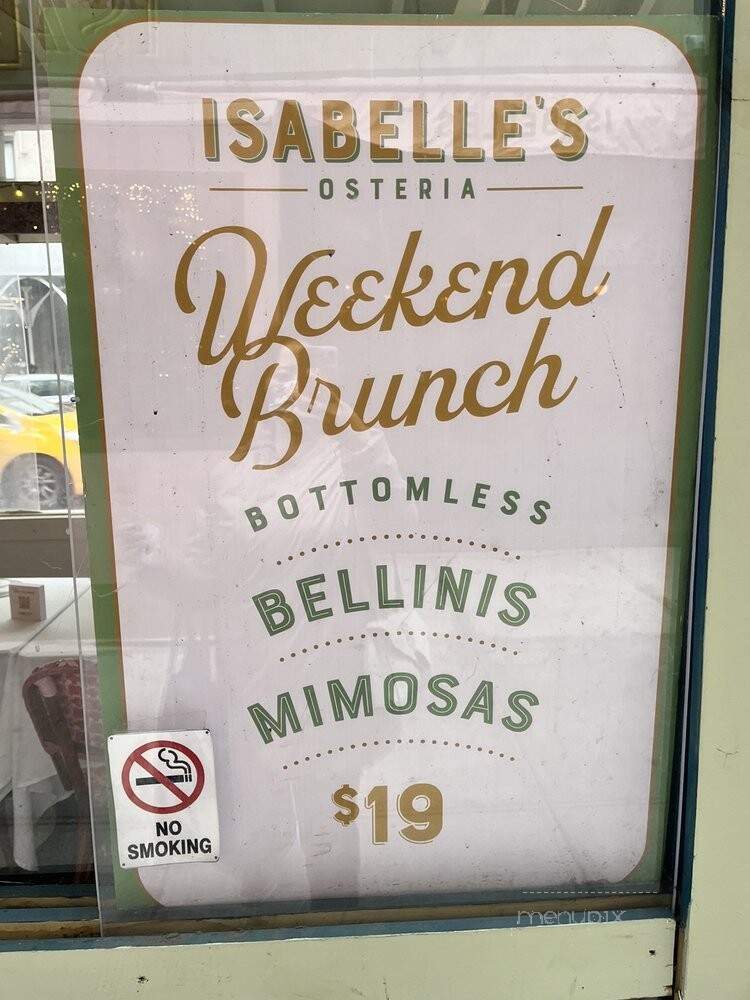 ISABELLE'S
OSTERIA
Weekend
Brunch
BOTTOMLESS
BELLINIS
MIMOSAS
$19
NO
SMOKING
menupix